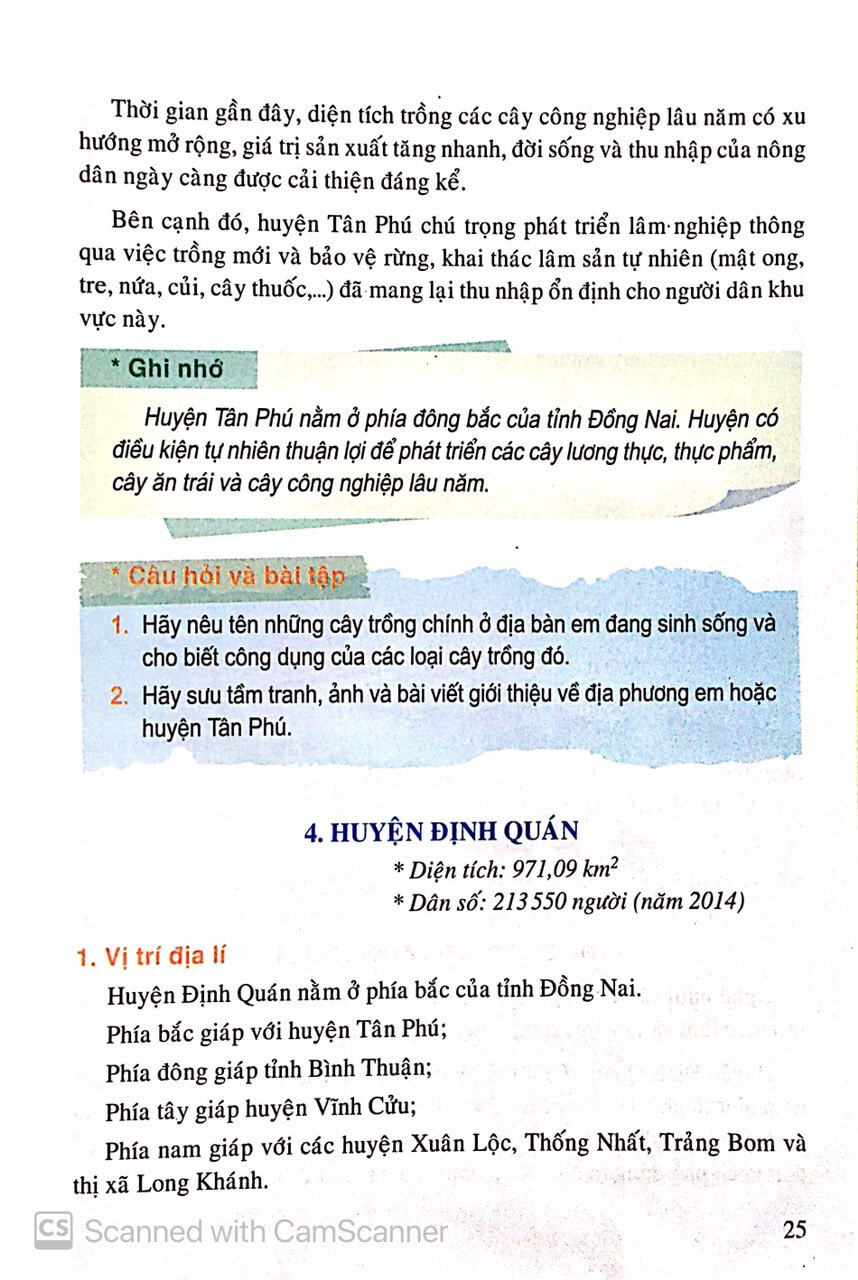 Thời gian gần đây, diện tích trồng các cây công nghiệp lâu năm có xu
hướng mở rộng, giá trị sản xuất tăng nhanh, đời sống và thu nhập của nông
dân ngày càng được cải thiện đáng kể.
Bên cạnh đó, huyện Tân Phú chú trọng phát triển lâm nghiệp thông
qua việc trồng mới và bảo vệ rừng, khai thác lâm sản tự nhiên (mật ong,
tre, nứa, củi, cây thuốc,...) đã mang lại thu nhập ổn định cho người dân khu
vực này.
* Ghi nhớ
Huyện Tân Phú nằm ở phía đông bắc của tỉnh Đồng Nai. Huyện có
điều kiện tự nhiên thuận lợi để phát triển các cây lương thực, thực phẩm,
cây ăn trái và cây công nghiệp lâu năm.
* Câu hỏi và bài tập
1. Hãy nêu tên những cây trồng chính ở địa bàn em đang sinh sống và
cho biết công dụng của các loại cây trồng đó.
2. Hãy sưu tầm tranh, ảnh và bài viết giới thiệu về địa phương em hoặc
huyện Tân Phú.
4. HUYỆN ĐỊNH QUÁN
* Diện tích: 971,09 km²
* Dân số: 213 550 người (năm 2014)
1. Vị trí địa lí
Huyện Định Quán nằm ở phía bắc của tỉnh Đồng Nai.
Phía bắc giáp với huyện Tân Phú;
Phía đông giáp tỉnh Bình Thuận;
Phía tây giáp huyện Vĩnh Cửu;
Phía nam giáp với các huyện Xuân Lộc, Thống Nhất, Trảng Bom và
thị xã Long Khánh.
CS Scanned with CamScanner
25